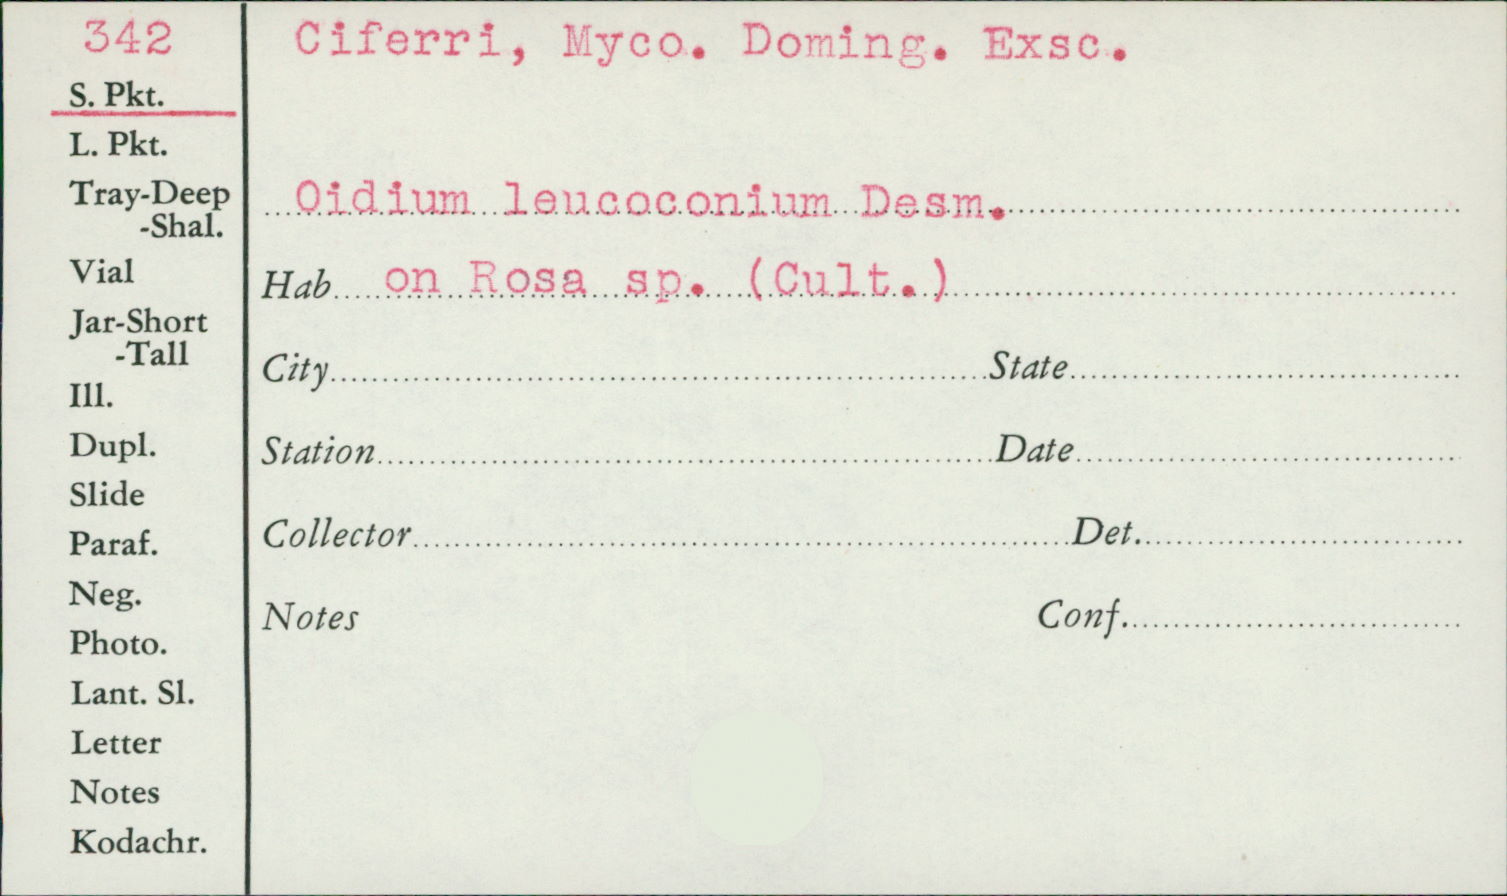 342
S. Pkt.
L. Pkt.
Tray-Deep
-Shal.
Vial
Jar-Short
-Tall
Ill.
Dupl.
Slide
Paraf.
Neg.
Photo.
Lant. Sl.
Letter
Notes
Kodachr.
Ciferri, Myco. Doming. Exsc.
Oidium leucoconium Desm.
Hab on Rosa sp. (Cult.)
City State
Station Date
Collector Det.
Notes Conf.